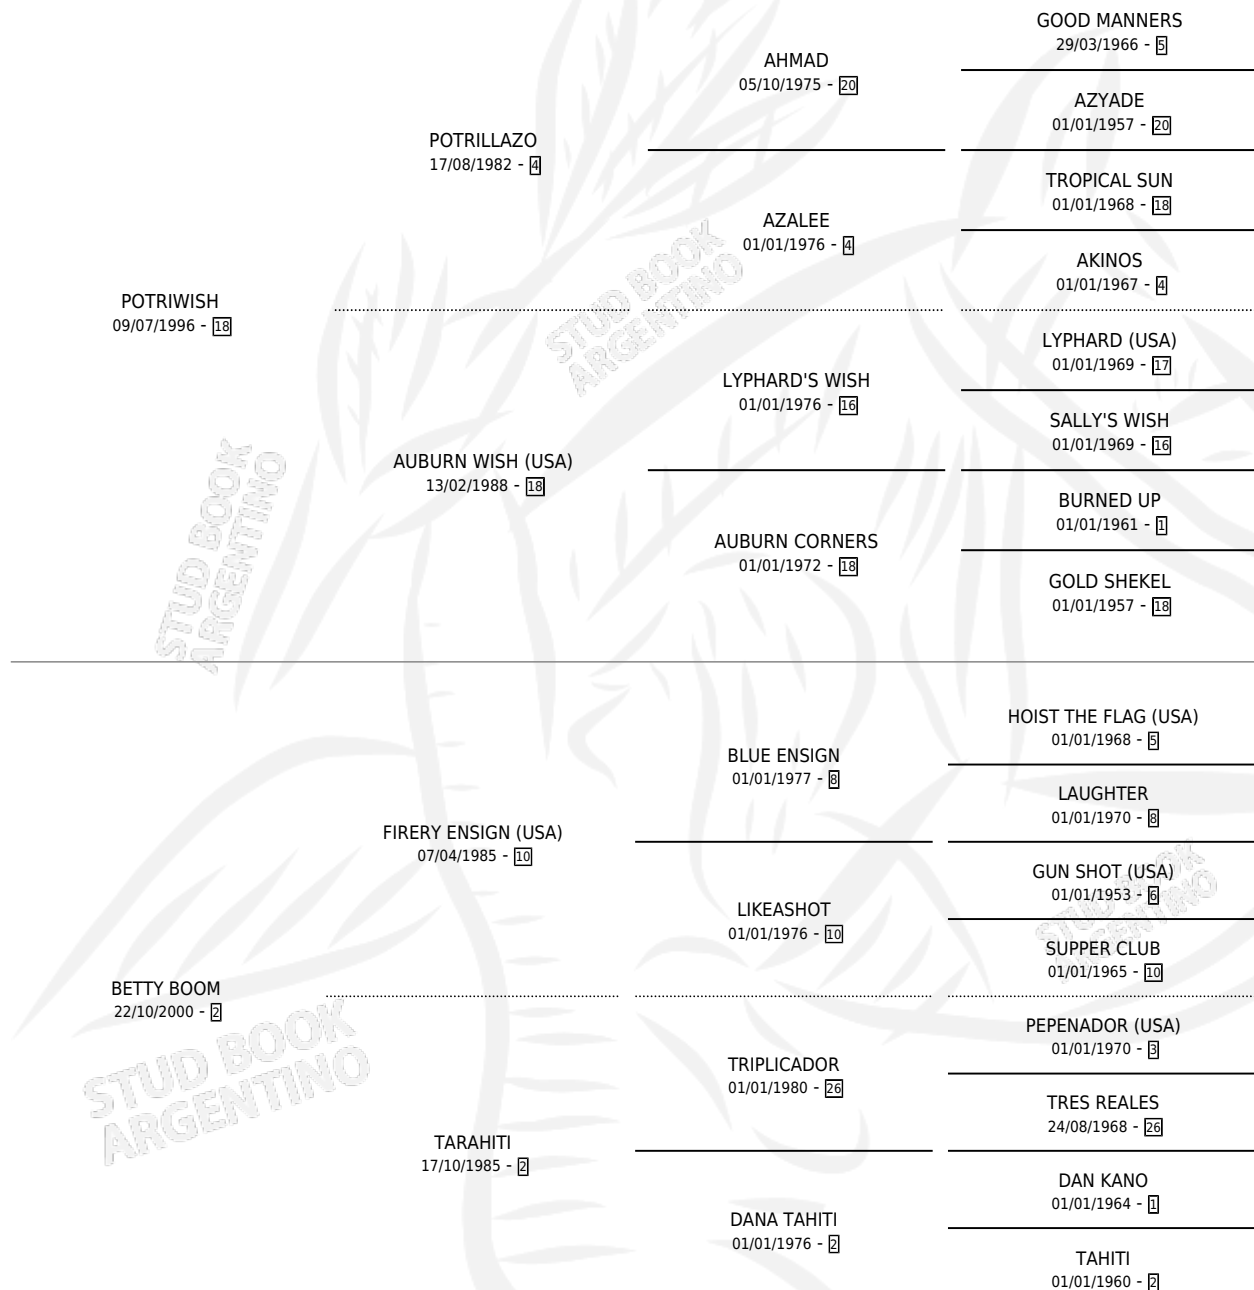 POTRIWISH
09/07/1996 - 18
POTRILLAZO
17/08/1982 - 4
AHMAD
05/10/1975 - 20
GOOD MANNERS
29/03/1966 - 5
AZYADE
01/01/1957 - 20
AZALEE
01/01/1976 - 4
TROPICAL SUN
01/01/1968 - 18
AKINOS
01/01/1967 - 4
AUBURN WISH (USA)
13/02/1988 - 18
LYPHARD'S WISH
01/01/1976 - 16
LYPHARD (USA)
01/01/1969 - 17
SALLY'S WISH
01/01/1969 - 16
AUBURN CORNERS
01/01/1972 - 18
BURNED UP
01/01/1961 - 1
GOLD SHEKEL
01/01/1957 - 18
BETTY BOOM
22/10/2000 - 2
FIRERY ENSIGN (USA)
07/04/1985 - 10
BLUE ENSIGN
01/01/1977 - 8
HOIST THE FLAG (USA)
01/01/1968 - 5
LAUGHTER
01/01/1970 - 8
LIKEASHOT
01/01/1976 - 10
GUN SHOT (USA)
01/01/1953 - 6
SUPPER CLUB
01/01/1965 - 10
TARAHITI
17/10/1985 - 2
TRIPLICADOR
01/01/1980 - 26
PEPENADOR (USA)
01/01/1970 - 3
TRES REALES
24/08/1968 - 26
DANA TAHITI
01/01/1976 - 2
DAN KANO
01/01/1964 - 1
TAHITI
01/01/1960 - 2
STUD BOOK
ARGENTINO
STUD BOOK
ARGENTINO
STUD BOOK
ARGENTINO
STUD BOOK
ARGENTINO